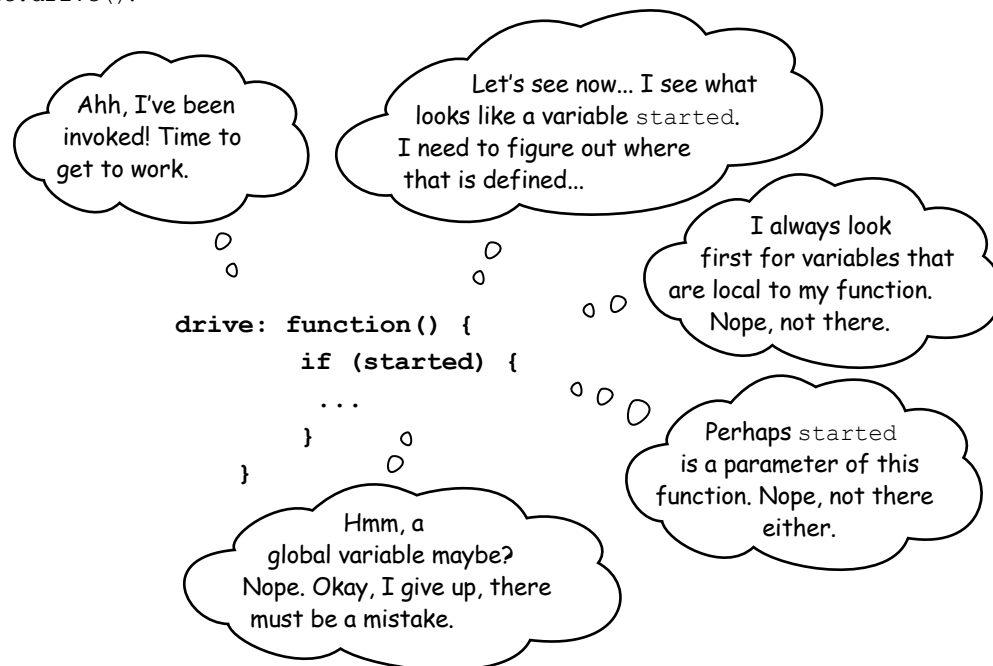 Ahh, I've been
invoked! Time to
get to work.
Let's see now... I see what
looks like a variable started.
I need to figure out where
that is defined...
I always look
first for variables that
are local to my function.
Nope, not there.
drive: function() {
if (started) {
...
}
}
Perhaps started
is a parameter of this
function. Nope, not there
either.
Hmm, a
global variable maybe?
Nope. Okay, I give up, there
must be a mistake.